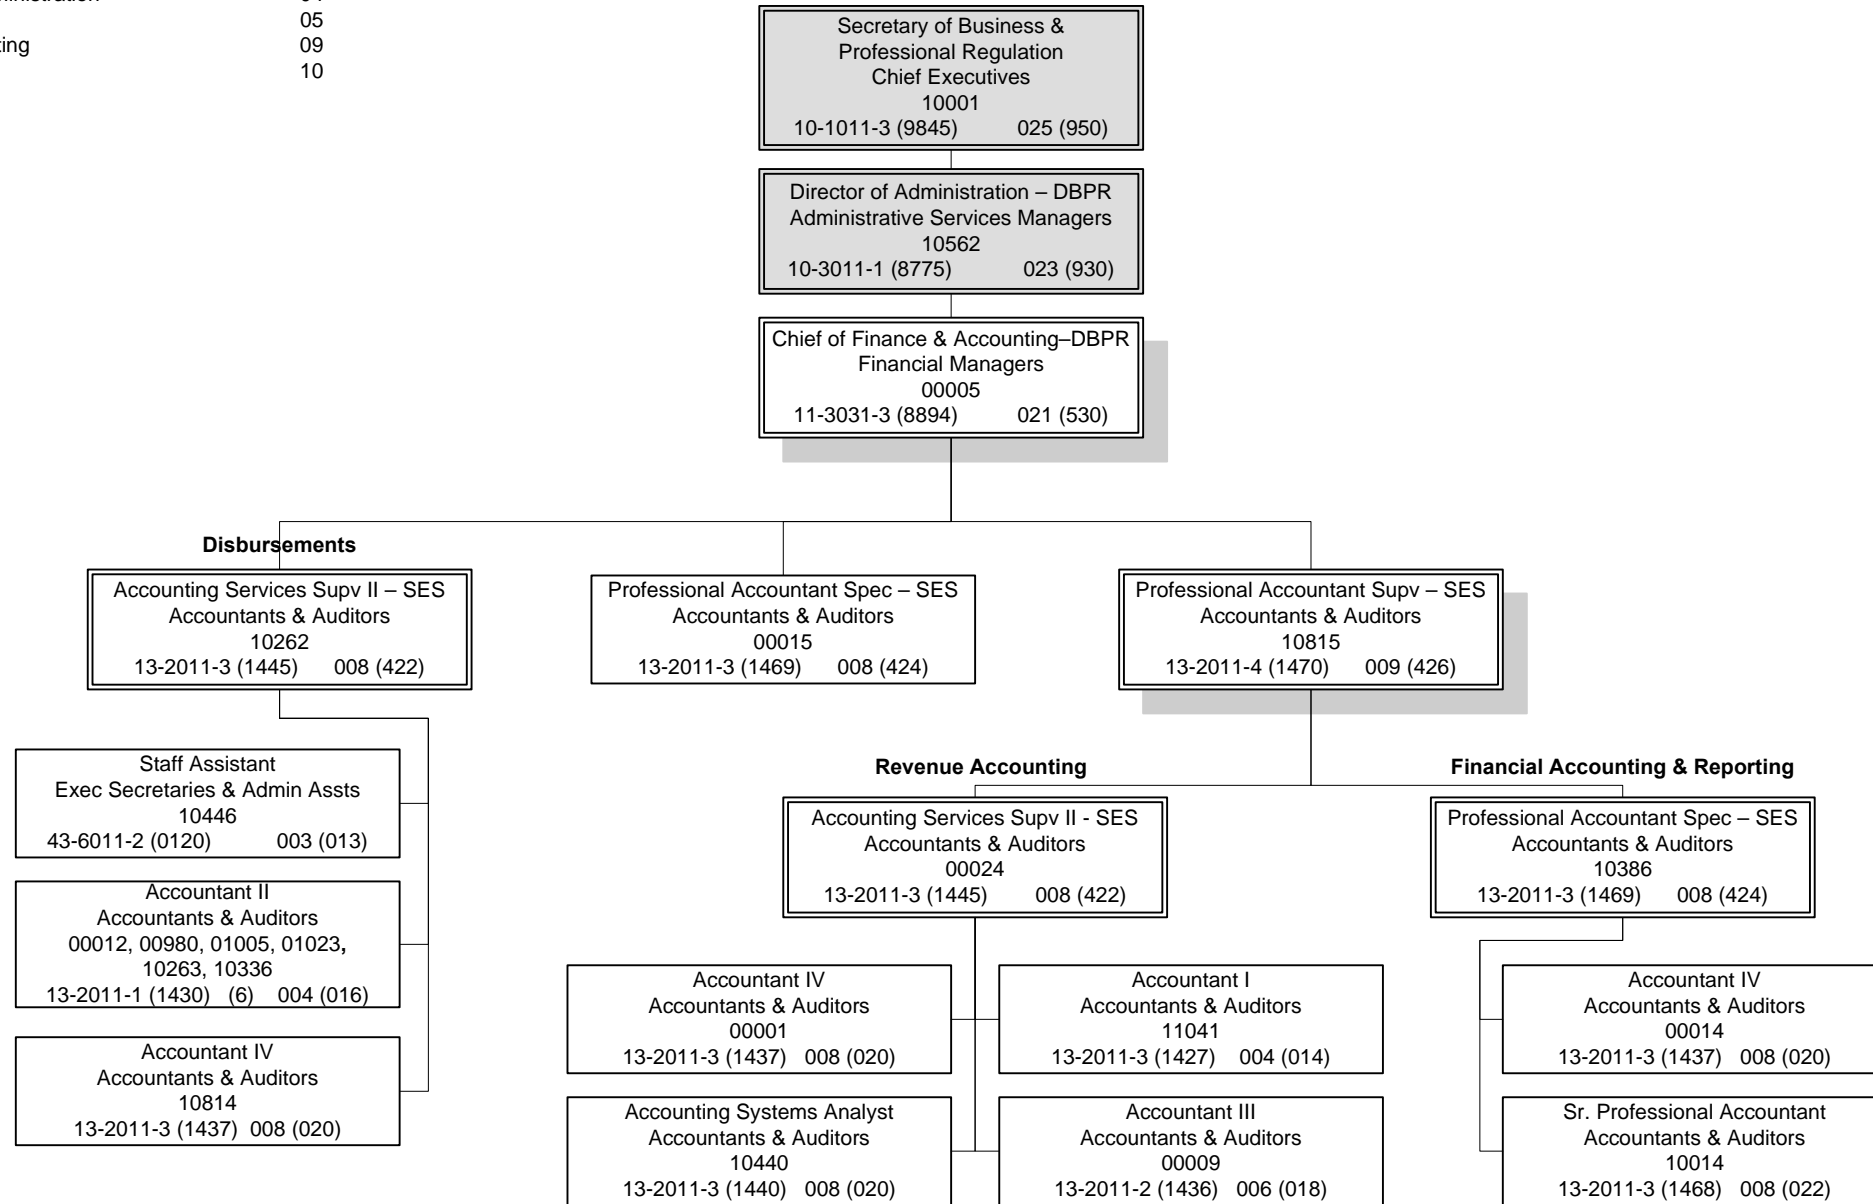 05
09
10
Secretary of Business &
Professional Regulation
Chief Executives
10001
10-1011-3 (9845) 025 (950)
Director of Administration – DBPR
Administrative Services Managers
10562
10-3011-1 (8775) 023 (930)
Chief of Finance & Accounting–DBPR
Financial Managers
00005
11-3031-3 (8894) 021 (530)
Disbursements
Accounting Services Supv II – SES
Accountants & Auditors
10262
13-2011-3 (1445) 008 (422)
Professional Accountant Spec – SES
Accountants & Auditors
00015
13-2011-3 (1469) 008 (424)
Professional Accountant Supv – SES
Accountants & Auditors
10815
13-2011-4 (1470) 009 (426)
Staff Assistant
Exec Secretaries & Admin Assts
10446
43-6011-2 (0120) 003 (013)
Accountant II
Accountants & Auditors
00012, 00980, 01005, 01023,
10263, 10336
13-2011-1 (1430) (6) 004 (016)
Accountant IV
Accountants & Auditors
10814
13-2011-3 (1437) 008 (020)
Revenue Accounting
Accounting Services Supv II - SES
Accountants & Auditors
00024
13-2011-3 (1445) 008 (422)
Accountant IV
Accountants & Auditors
00001
13-2011-3 (1437) 008 (020)
Accountant I
Accountants & Auditors
11041
13-2011-3 (1427) 004 (014)
Accounting Systems Analyst
Accountants & Auditors
10440
13-2011-3 (1440) 008 (020)
Accountant III
Accountants & Auditors
00009
13-2011-2 (1436) 006 (018)
Financial Accounting & Reporting
Professional Accountant Spec – SES
Accountants & Auditors
10386
13-2011-3 (1469) 008 (424)
Accountant IV
Accountants & Auditors
00014
13-2011-3 (1437) 008 (020)
Sr. Professional Accountant
Accountants & Auditors
10014
13-2011-3 (1468) 008 (022)